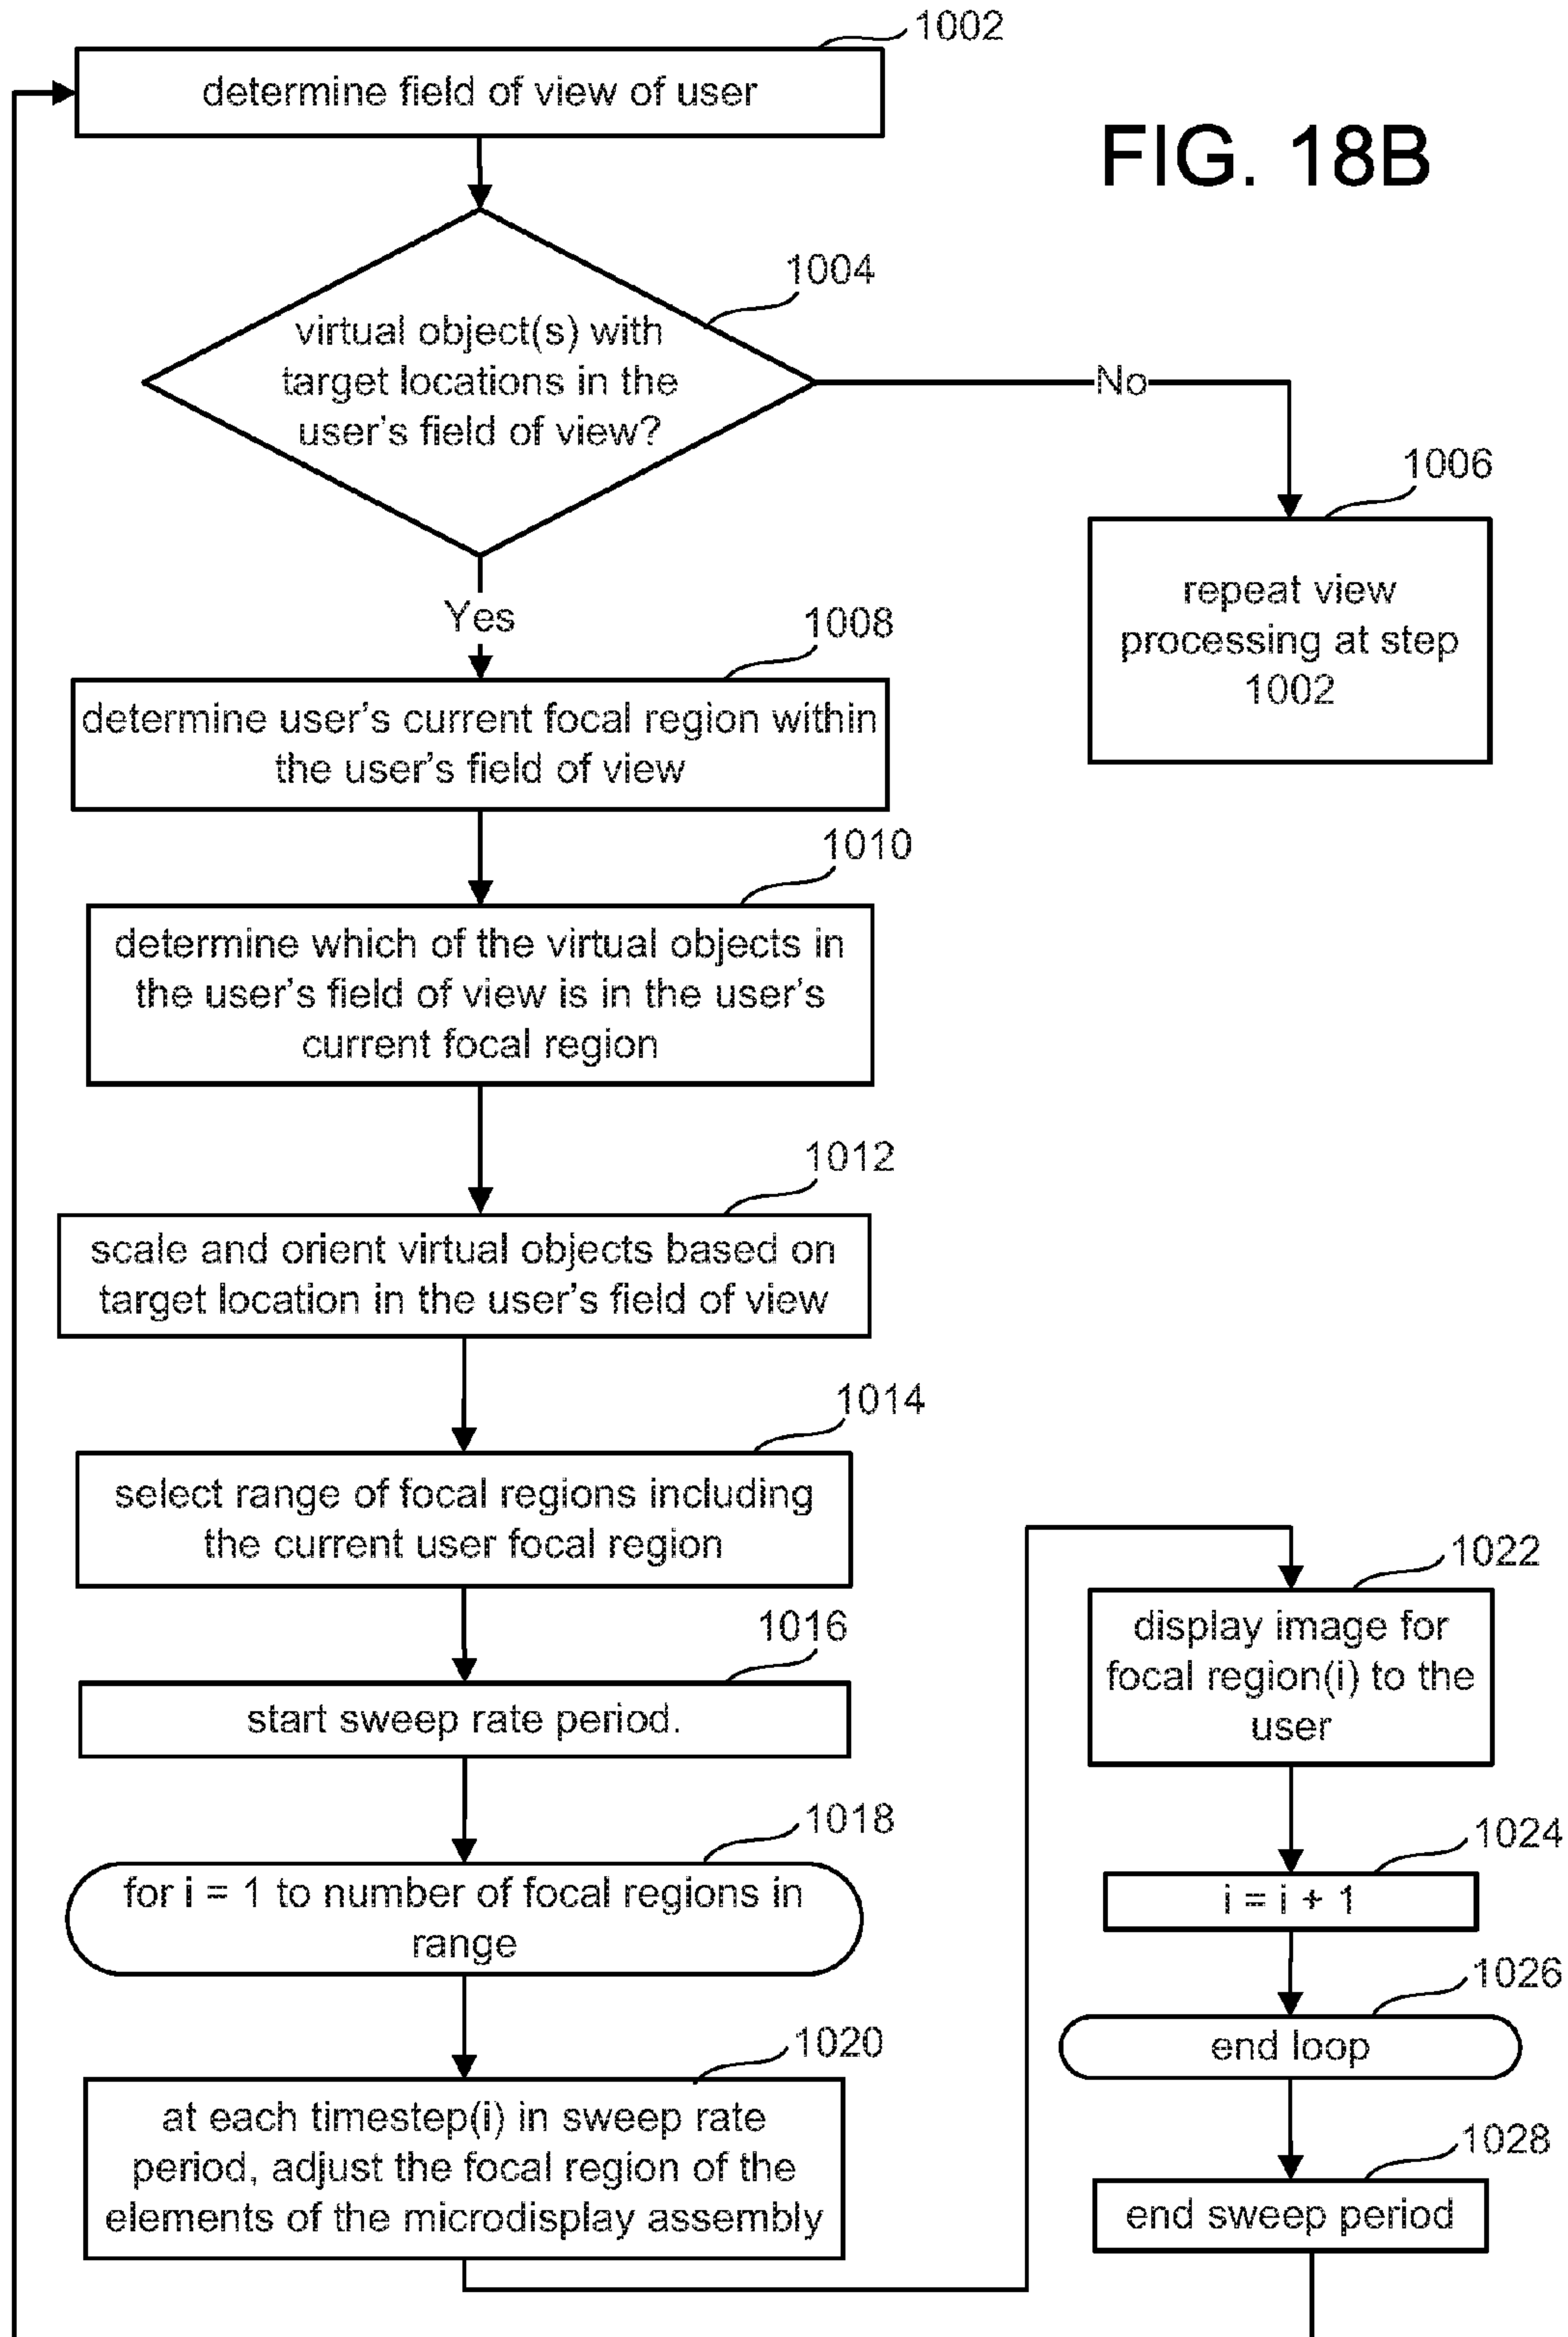 1002
determine field of view of user
FIG. 18B
1004
virtual object(s) with
target locations in the
user's field of view?
No
1006
repeat view
processing at step
1002
Yes
1008
determine user's current focal region within
the user's field of view
1010
determine which of the virtual objects in
the user's field of view is in the user's
current focal region
1012
scale and orient virtual objects based on
target location in the user's field of view
1014
select range of focal regions including
the current user focal region
1016
start sweep rate period.
1018
for i = 1 to number of focal regions in
range
1020
at each timestep(i) in sweep rate
period, adjust the focal region of the
elements of the microdisplay assembly
1022
display image for
focal region(i) to the
user
1024
i = i + 1
1026
end loop
1028
end sweep period